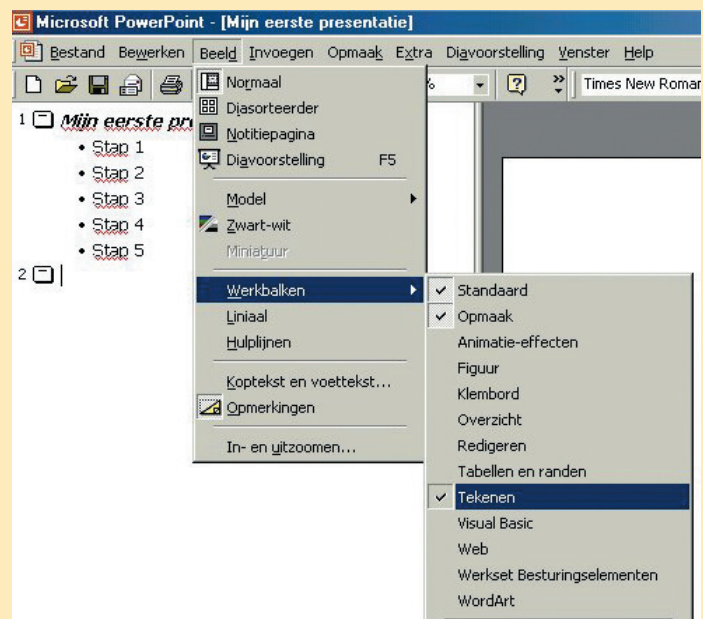 Microsoft PowerPoint - [Mijn eerste presentatie]
Bestand Bewerken Beeld Invoegen Opmaak Extra Diavoorstelling Venster Help
% Times New Roman
Normaal
Diasorteerder
Notitiepagina
Diavoorstelling F5
Model
Zwart-wit
Miniatuur
Werkbalken
Liniaal
Hulplijnen
Koptekst en voettekst...
Opmerkingen
In- en uitzoomen...
1 Mijn eerste pre
• Stap 1
• Stap 2
• Stap 3
• Stap 4
• Stap 5
2
Standaard
Opmaak
Animatie-effecten
Figuur
Klembord
Overzicht
Redigeren
Tabellen en randen
Tekenen
Visual Basic
Web
Werkset Besturingselementen
WordArt